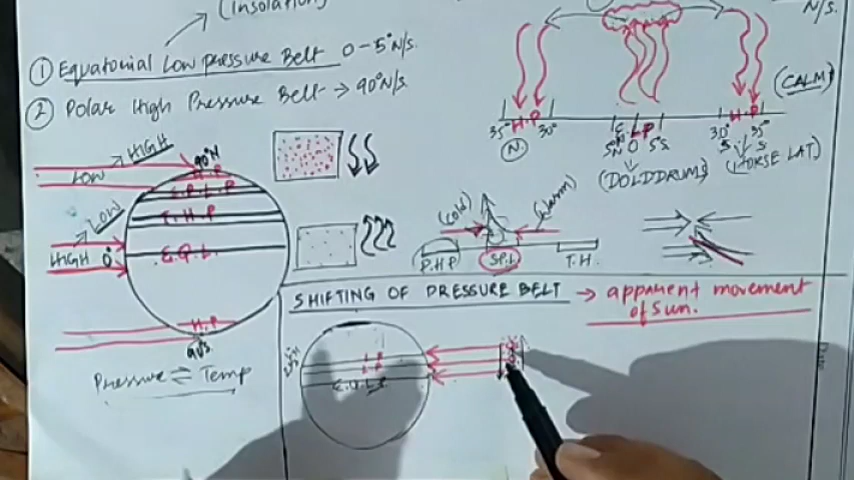 (Insolation)
① Equatorial Low pressure Belt 0-5°N/S.
② Polar High Pressure Belt → 90°N/S.
N/S.
(CALM)
35° H.P 30° 5°N 0° L.P 5°S 30°S H.P 35°S
N.
(DOLDDRUM)
(HORSE LAT)
HIGH
LOW
90°N
H.P
S.P.L.P
T.H.P
LOW
HIGH 0°
E.Q.L.
H.P
90°S
Pressure ⇌ Temp
(Cold) (Warm)
P.H.P S.P.L T.H.
SHIFTING OF PRESSURE BELT → apparent movement
of Sun.
L.P
E.Q.L.P